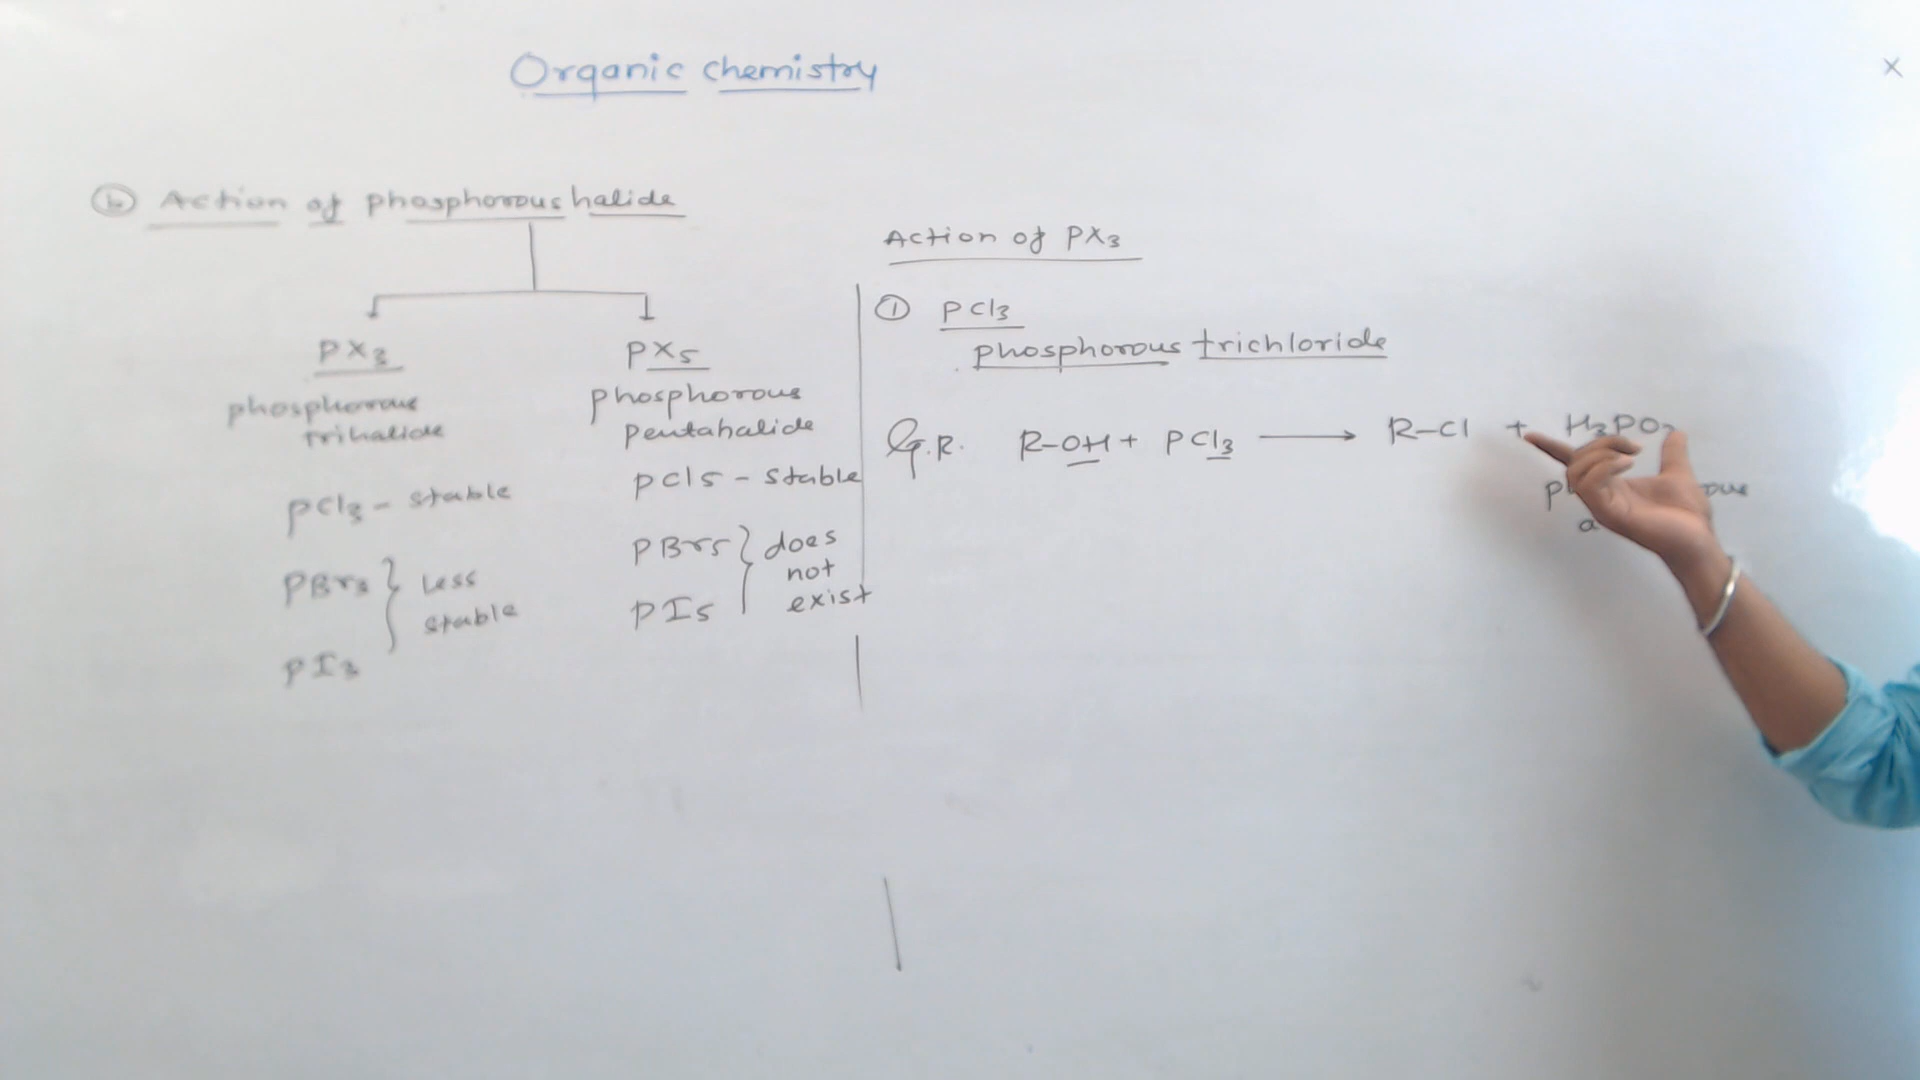 Organic chemistry
b Action of phosphorous halide
PX3
phosphorous
trihalide
PCl3 - stable
PBr3 } Less
stable
PI3
PX5
phosphorous
pentahalide
PCl5 - stable
PBr5 } does
not
PI5 exist
Action of PX3
① PCl3
phosphorous trichloride
G.R. R-OH + PCl3 ⟶ R-Cl + H3PO